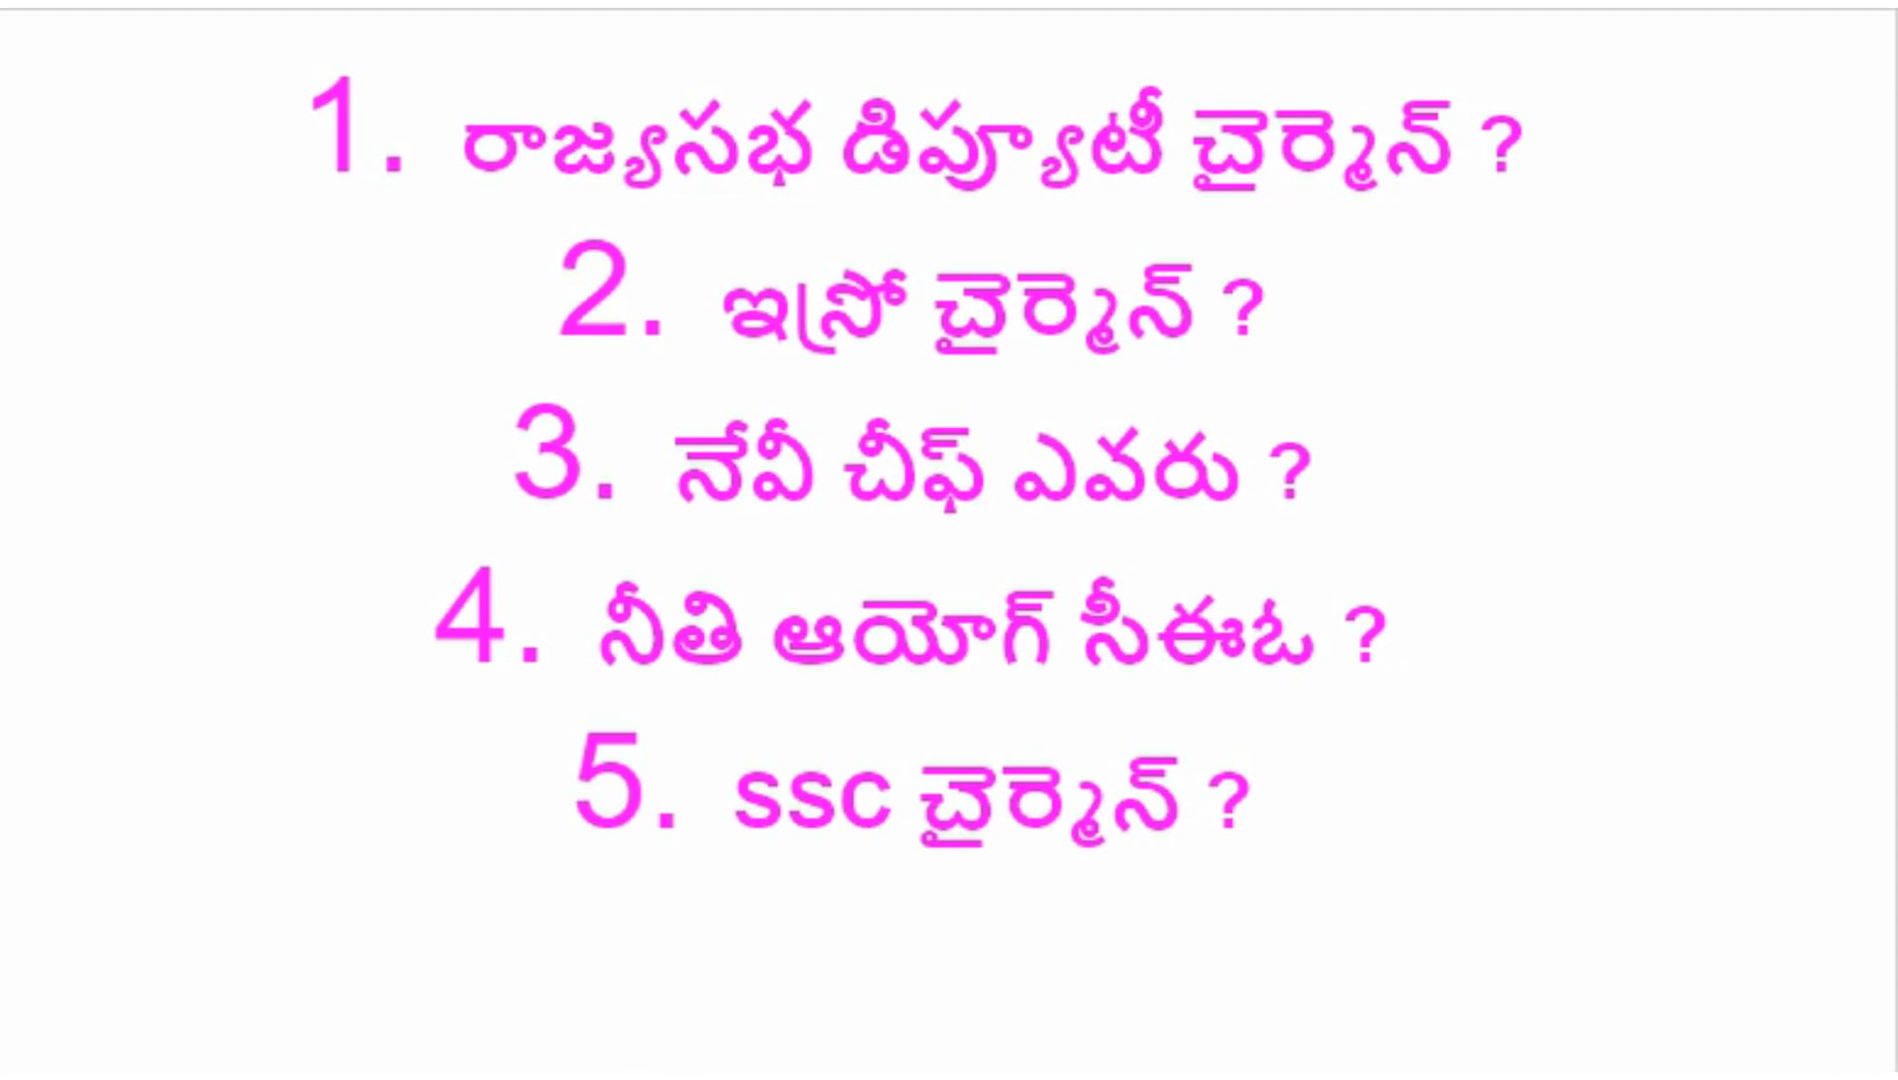 1. రాజ్యసభ డిప్యూటీ చైర్మెన్ ?
2. ఇస్రో చైర్మెన్ ?
3. నేవీ చీఫ్ ఎవరు ?
4. నీతి ఆయోగ్ సీఈఓ ?
5. ssc చైర్మెన్ ?